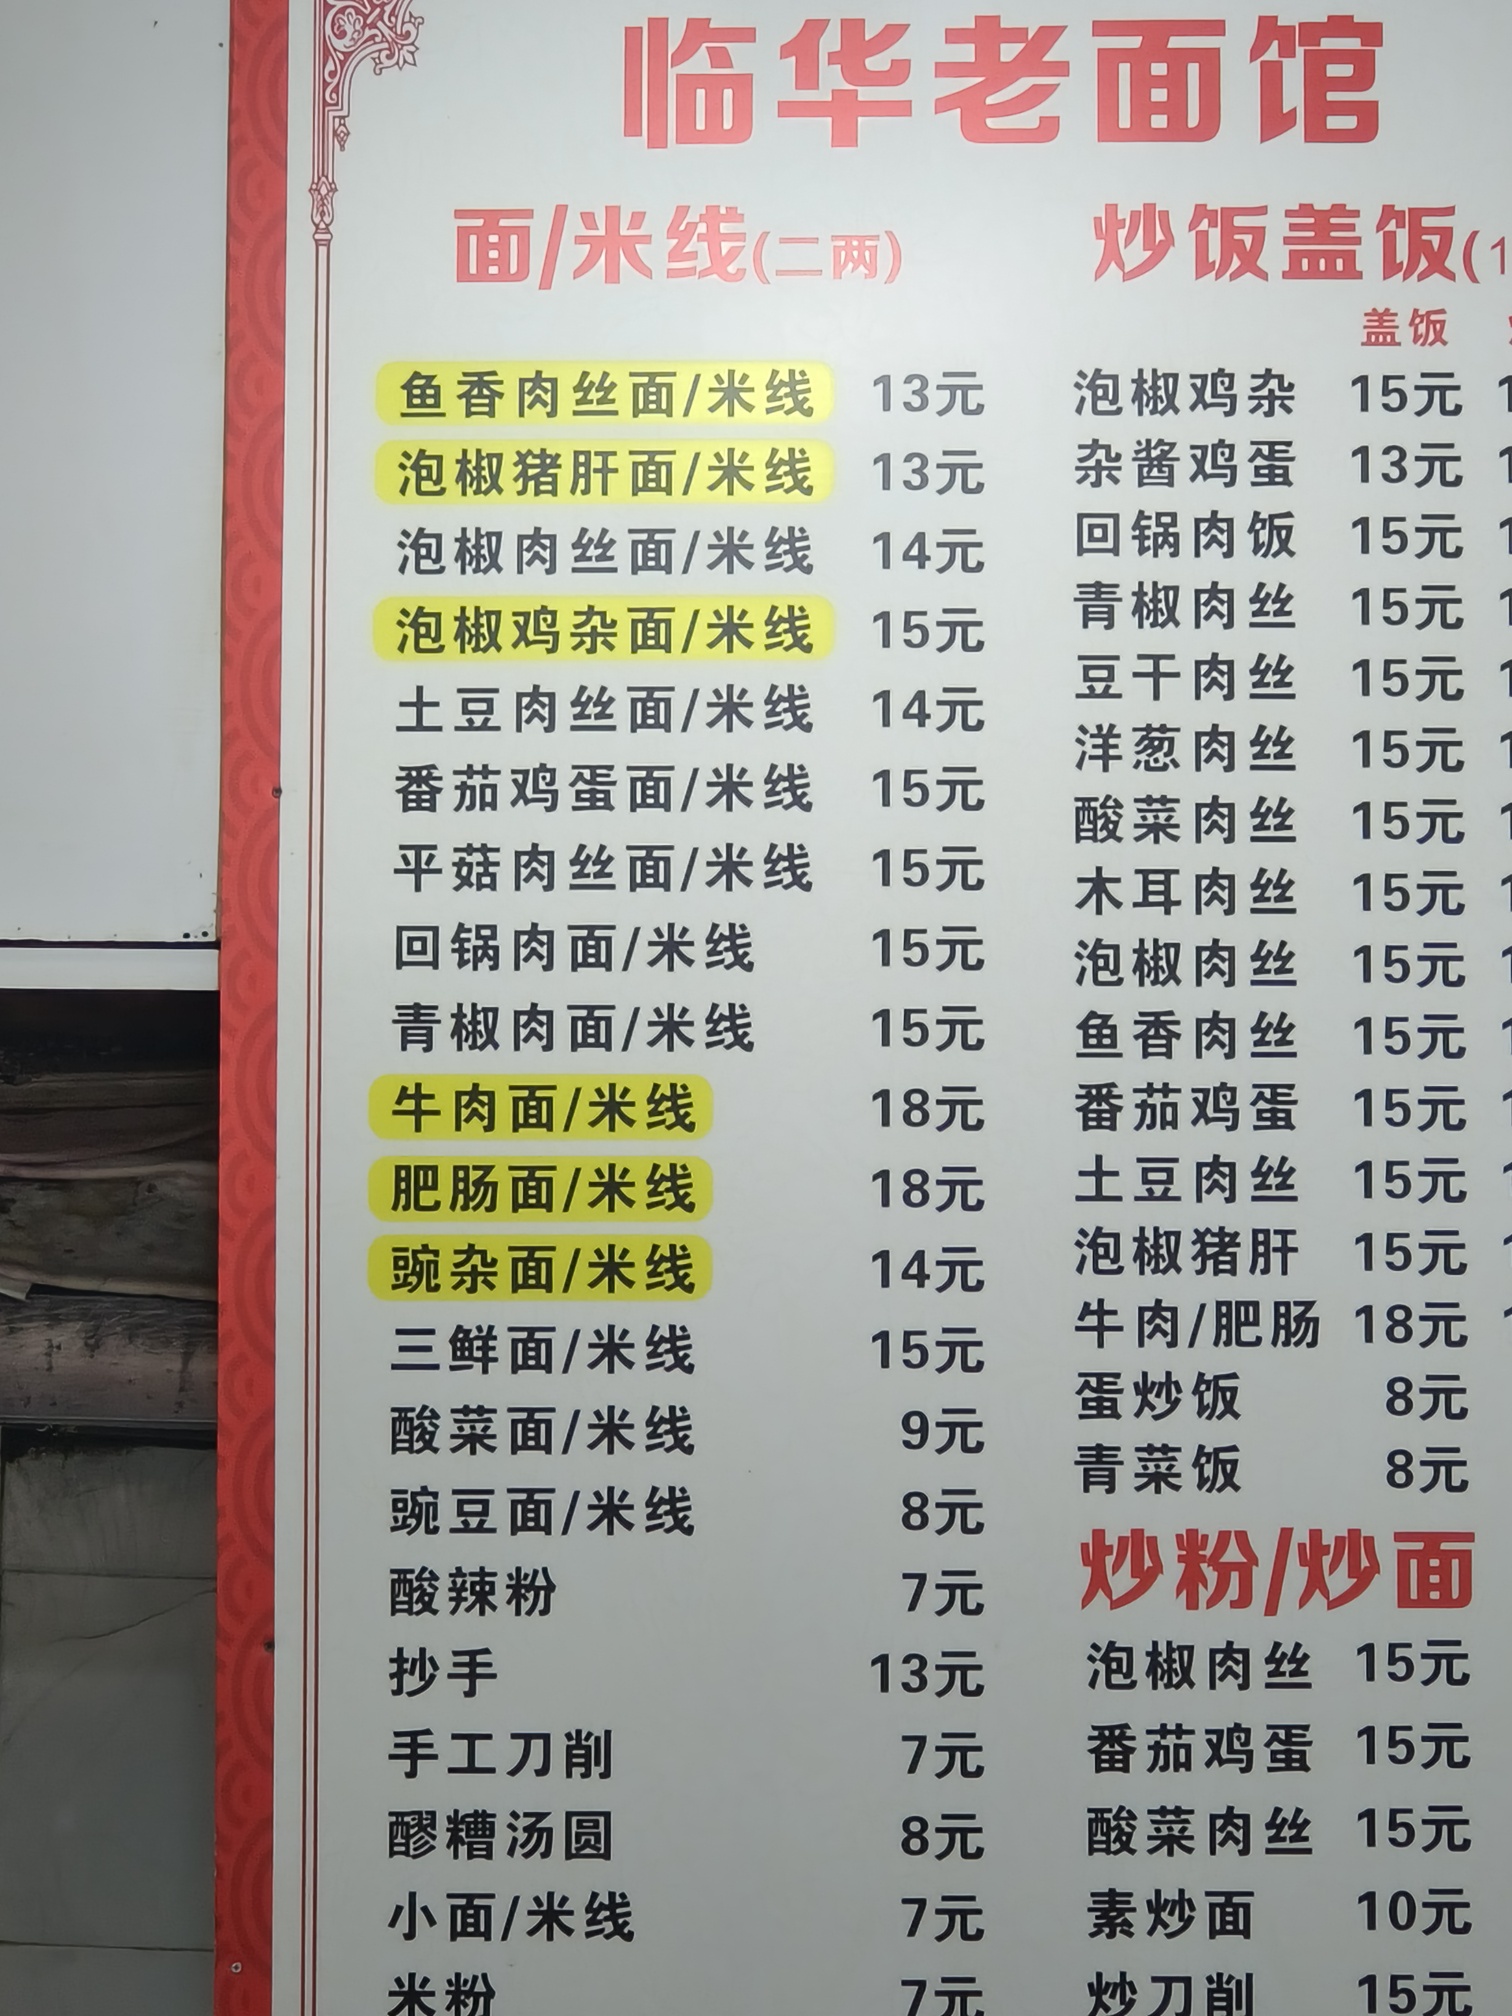 临华老面馆
面/米线(二两)
鱼香肉丝面/米线 13元
泡椒猪肝面/米线 13元
泡椒肉丝面/米线 14元
泡椒鸡杂面/米线 15元
土豆肉丝面/米线 14元
番茄鸡蛋面/米线 15元
平菇肉丝面/米线 15元
回锅肉面/米线 15元
青椒肉面/米线 15元
牛肉面/米线 18元
肥肠面/米线 18元
豌杂面/米线 14元
三鲜面/米线 15元
酸菜面/米线 9元
豌豆面/米线 8元
酸辣粉 7元
抄手 13元
手工刀削 7元
醪糟汤圆 8元
小面/米线 7元
米粉 7元
炒饭盖饭(1
盖饭
泡椒鸡杂 15元
杂酱鸡蛋 13元
回锅肉饭 15元
青椒肉丝 15元
豆干肉丝 15元
洋葱肉丝 15元
酸菜肉丝 15元
木耳肉丝 15元
泡椒肉丝 15元
鱼香肉丝 15元
番茄鸡蛋 15元
土豆肉丝 15元
泡椒猪肝 15元
牛肉/肥肠 18元
蛋炒饭 8元
青菜饭 8元
炒粉/炒面
泡椒肉丝 15元
番茄鸡蛋 15元
酸菜肉丝 15元
素炒面 10元
炒刀削 15元